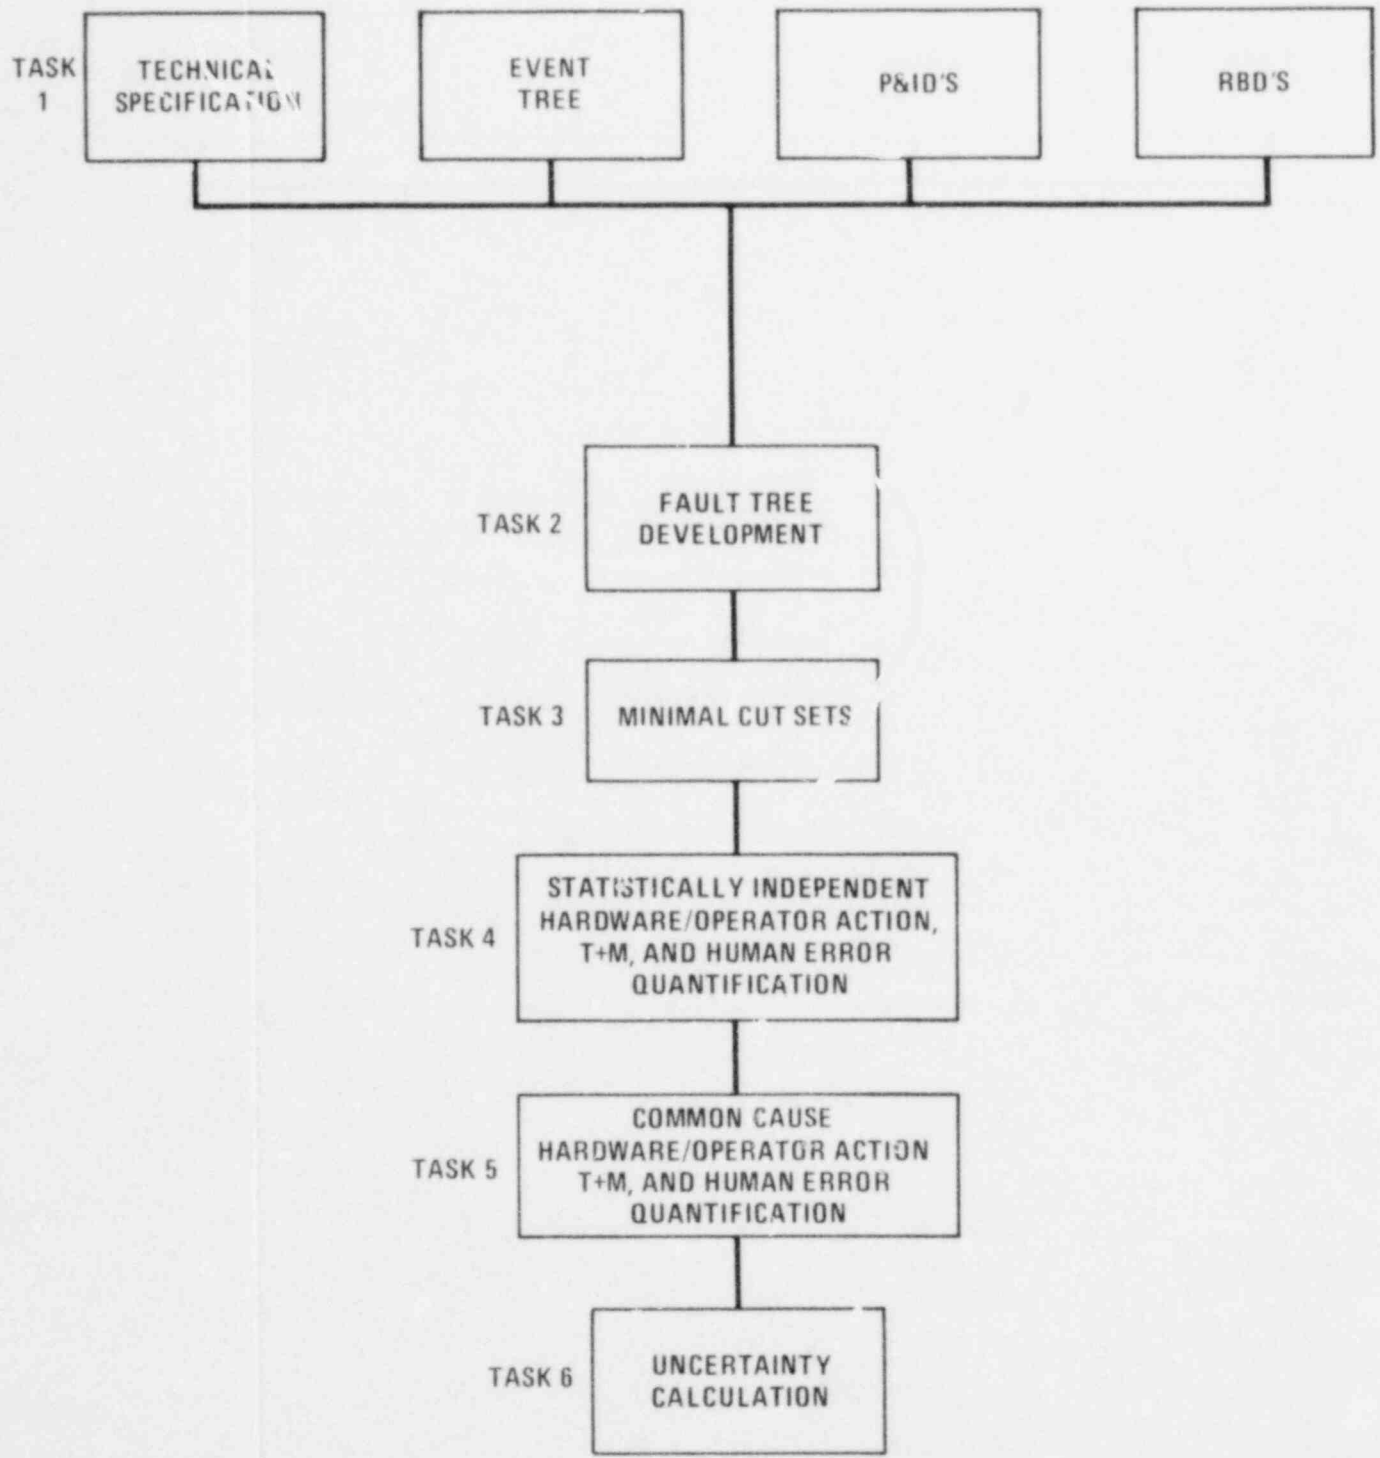 TASK
1
TECHNICAL
SPECIFICATION
EVENT
TREE
P&ID'S
RBD'S
TASK 2
FAULT TREE
DEVELOPMENT
TASK 3
MINIMAL CUT SETS
TASK 4
STATISTICALLY INDEPENDENT
HARDWARE/OPERATOR ACTION,
T+M, AND HUMAN ERROR
QUANTIFICATION
TASK 5
COMMON CAUSE
HARDWARE/OPERATOR ACTION
T+M, AND HUMAN ERROR
QUANTIFICATION
TASK 6
UNCERTAINTY
CALCULATION